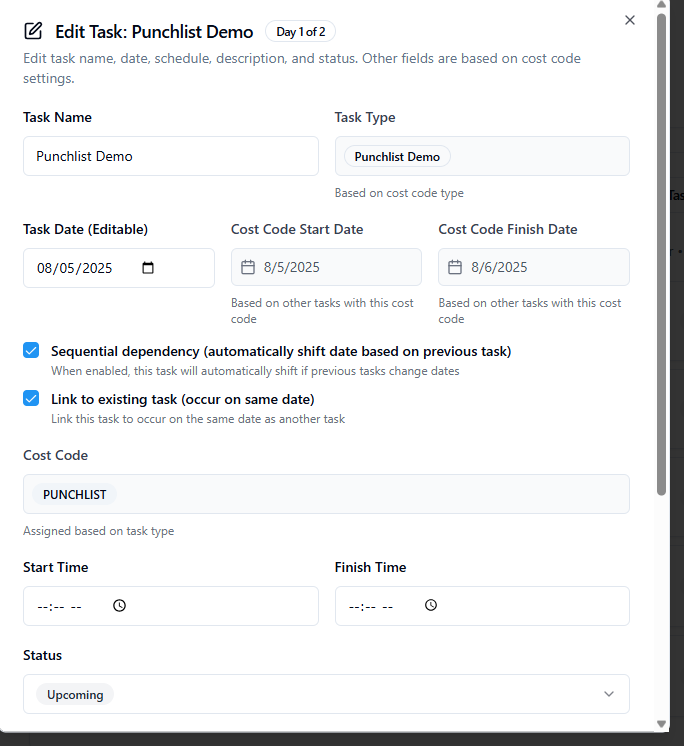 Edit Task: Punchlist Demo Day 1 of 2
Edit task name, date, schedule, description, and status. Other fields are based on cost code
settings.
Task Name Task Type
Punchlist Demo Punchlist Demo
Based on cost code type
Task Date (Editable) Cost Code Start Date Cost Code Finish Date
08/05/2025 8/5/2025 8/6/2025
Based on other tasks with this cost Based on other tasks with this cost
code code
Sequential dependency (automatically shift date based on previous task)
When enabled, this task will automatically shift if previous tasks change dates
Link to existing task (occur on same date)
Link this task to occur on the same date as another task
Cost Code
PUNCHLIST
Assigned based on task type
Start Time Finish Time
--:-- -- --:-- --
Status
Upcoming